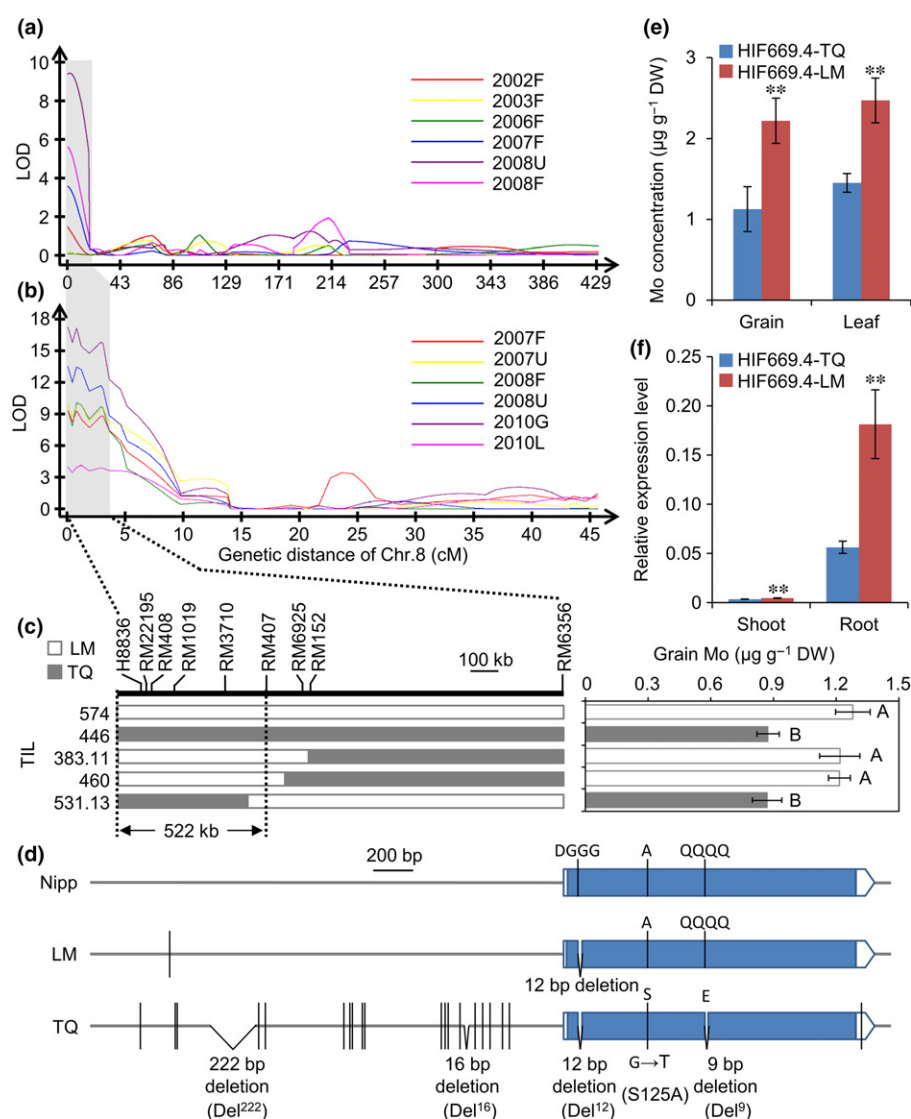 (a)
10
8
6
4
2
0
LOD
2002F
2003F
2006F
2007F
2008U
2008F
0 43 86 129 171 214 257 300 343 386 429
(b)
18
15
12
9
6
3
0
LOD
2007F
2007U
2008F
2008U
2010G
2010L
0 5 10 15 20 25 30 35 40 45
Genetic distance of Chr.8 (cM)
(c)
LM
TQ
H8836
RM22195
RM408
RM1019
RM3710
RM407
RM6925
RM152
RM6356
100 kb
TIL
574
446
383.11
460
531.13
522 kb
Grain Mo (µg g⁻¹ DW)
0 0.3 0.6 0.9 1.2 1.5
A
B
A
A
B
(d)
200 bp
Nipp
DGGG A QQQQ
LM
A QQQQ
12 bp deletion
TQ
S E
222 bp
deletion
(Del²²²)
16 bp
deletion
(Del¹⁶)
12 bp
deletion
(Del¹²)
G→T
(S125A)
9 bp
deletion
(Del⁹)
(e)
HIF669.4-TQ
HIF669.4-LM
Mo concentration (µg g⁻¹ DW)
3
2
1
0
**
**
Grain Leaf
(f)
HIF669.4-TQ
HIF669.4-LM
Relative expression level
0.25
0.20
0.15
0.10
0.05
0
**
**
Shoot Root